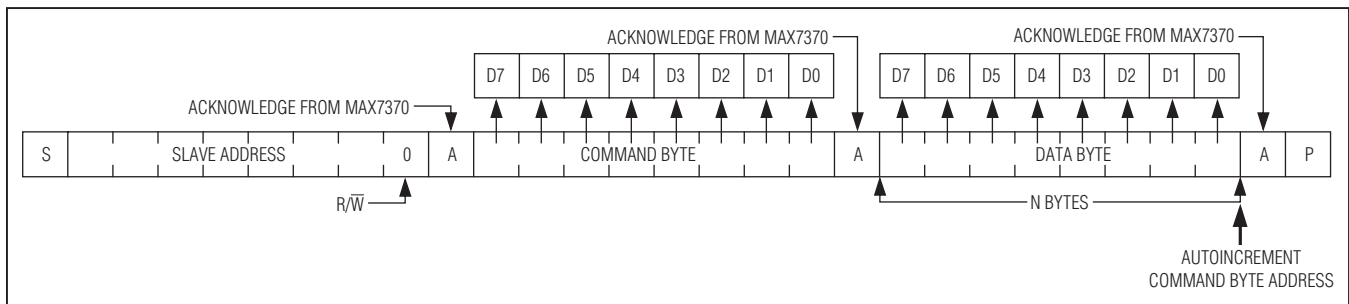 ACKNOWLEDGE FROM MAX7370 ACKNOWLEDGE FROM MAX7370
D7 D6 D5 D4 D3 D2 D1 D0 D7 D6 D5 D4 D3 D2 D1 D0
ACKNOWLEDGE FROM MAX7370
S SLAVE ADDRESS 0 A COMMAND BYTE A DATA BYTE A P
R/W̅ N BYTES
AUTOINCREMENT
COMMAND BYTE ADDRESS